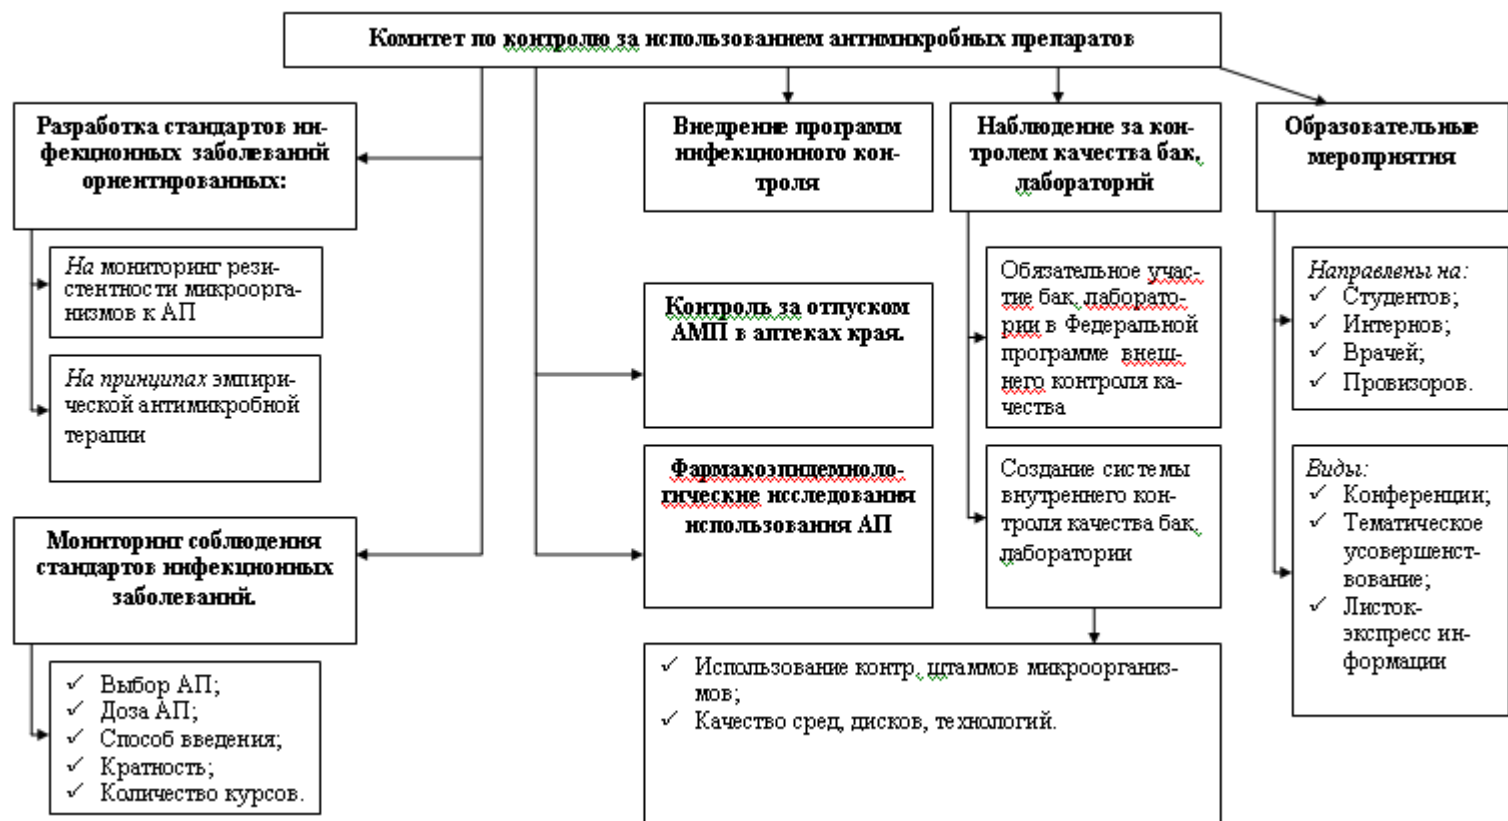 Комитет по контролю за использованием антимикробных препаратов
Разработка стандартов ин-
фекционных заболеваний
ориентированных:
На мониторинг рези-
стентности микроорга-
низмов к АП
На принципах эмпири-
ческой антимикробной
терапии
Мониторинг соблюдения
стандартов инфекционных
заболеваний.
✓ Выбор АП;
✓ Доза АП;
✓ Способ введения;
✓ Кратность;
✓ Количество курсов.
Внедрение программ
инфекционного кон-
троля
Контроль за отпуском
АМП в аптеках края.
Фармакоэпидемиоло-
гические исследования
использования АП
Наблюдение за кон-
тролем качества бак.
лабораторий
Обязательное учас-
тие бак. лаборато-
рии в Федеральной
программе внеш-
него контроля ка-
чества
Создание системы
внутреннего кон-
троля качества бак.
лаборатории
✓ Использование контр. штаммов микроорганиз-
мов;
✓ Качество сред, дисков, технологий.
Образовательные
мероприятия
Направлены на:
✓ Студентов;
✓ Интернов;
✓ Врачей;
✓ Провизоров.
Виды:
✓ Конференции;
✓ Тематическое
усовершенст-
вование;
✓ Листок-
экспресс ин-
формации